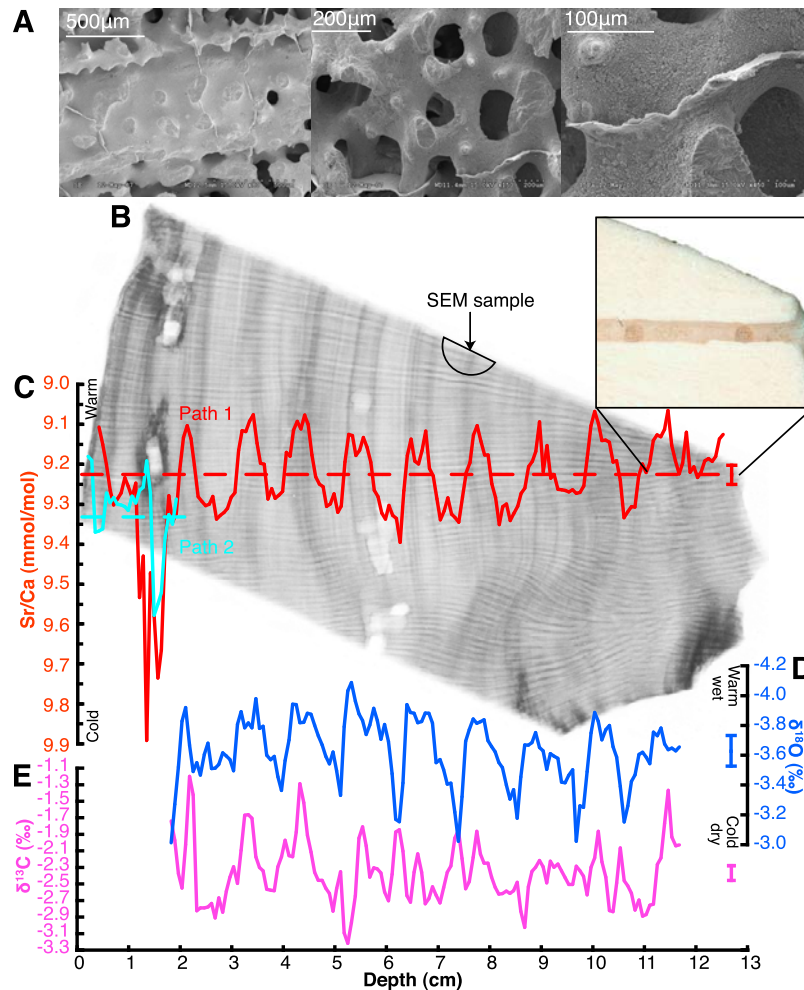 A
500µm
200µm
100µm
B
SEM sample
C
9.0
9.1
9.2
9.3
9.4
9.5
9.6
9.7
9.8
9.9
Sr/Ca (mmol/mol)
Warm
Cold
Path 1
Path 2
D
-4.2
-4.0
-3.8
-3.6
-3.4
-3.2
-3.0
δ18O (‰)
Warm
wet
Cold
dry
E
-1.1
-1.3
-1.5
-1.7
-1.9
-2.1
-2.3
-2.5
-2.7
-2.9
-3.1
-3.3
δ13C (‰)
0 1 2 3 4 5 6 7 8 9 10 11 12 13
Depth (cm)